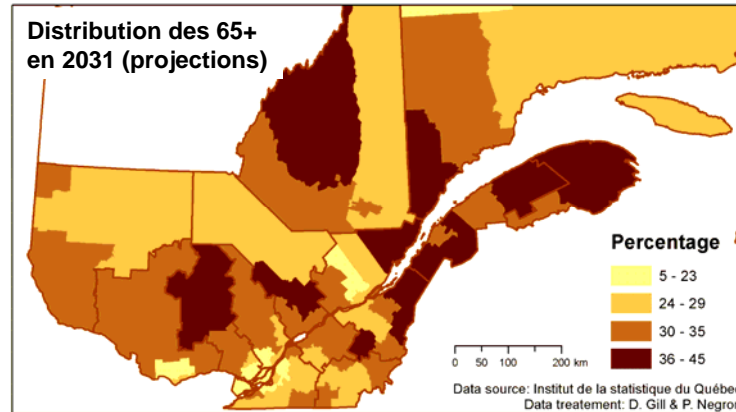 Distribution des 65+
en 2031 (projections)
Percentage
5 - 23
24 - 29
30 - 35
36 - 45
0 50 100 200 km
Data source: Institut de la statistique du Québec
Data treatement: D. Gill & P. Negron